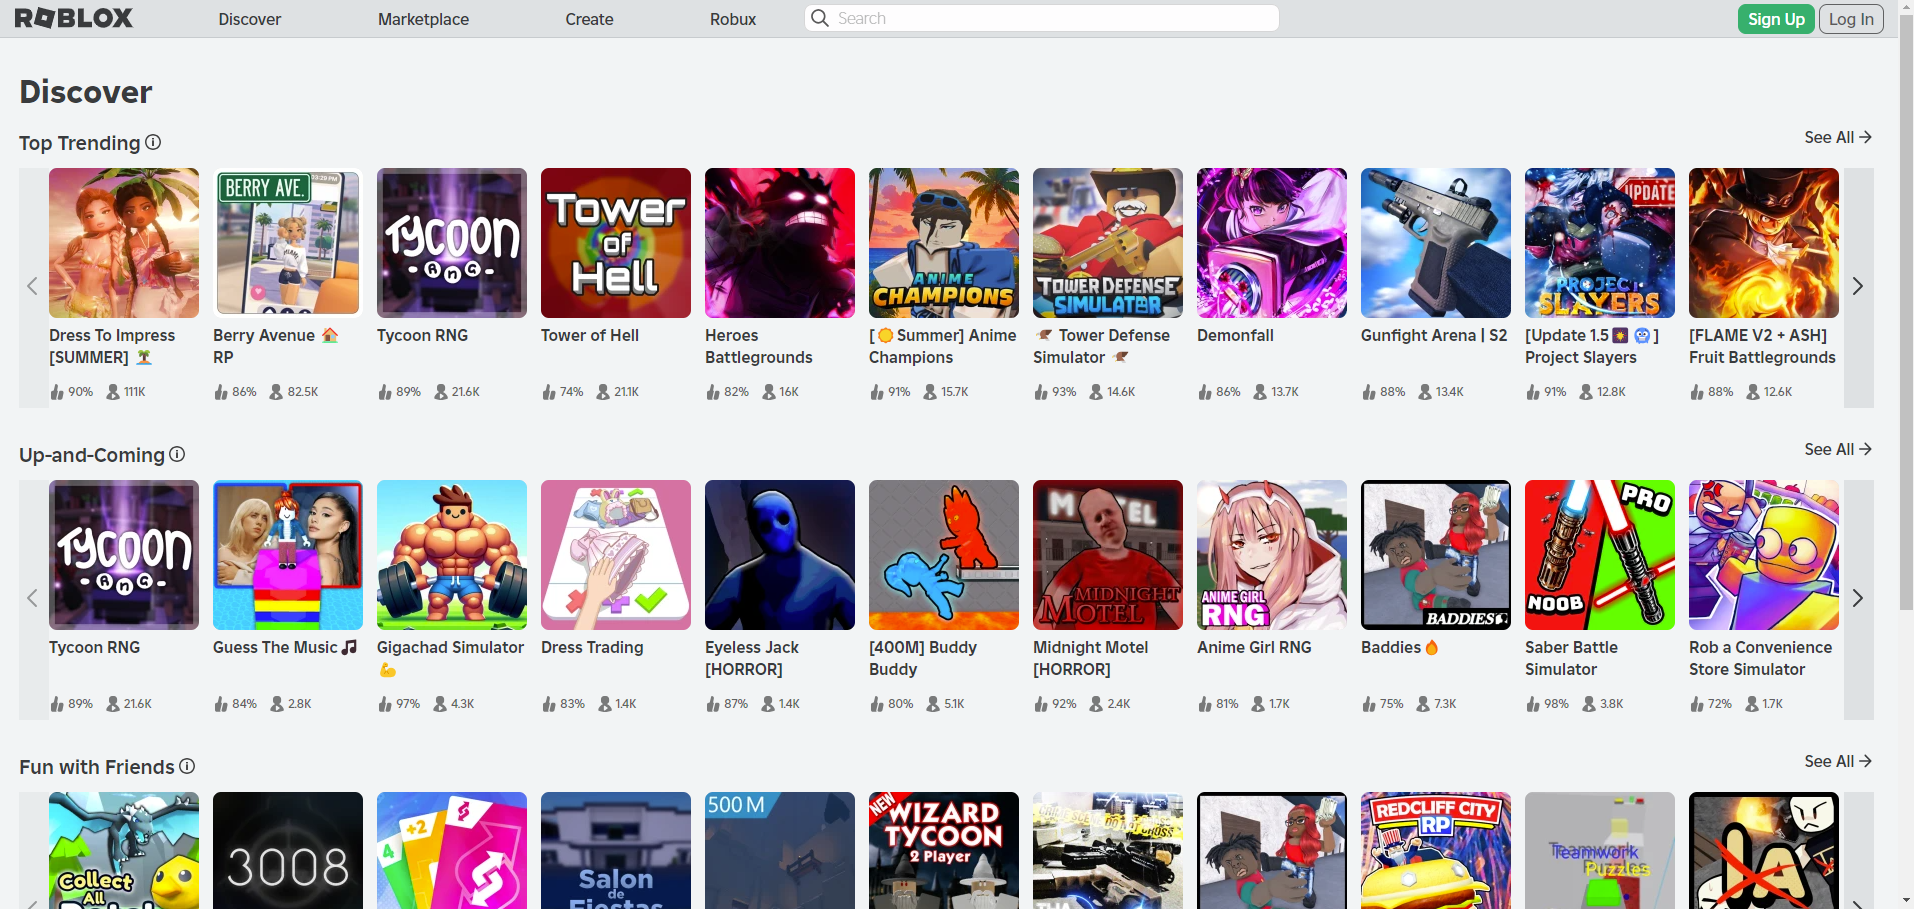 ROBLOX Discover Marketplace Create Robux Search Sign Up Log In
Discover
Top Trending See All
BERRY AVE.
Tycoon
RNG
Tower
of
Hell
ANIME
CHAMPIONS
TOWER DEFENSE
SIMULATOR
UPDATE
PROJECT
SLAYERS
Dress To Impress
[SUMMER] 🏝️
90% 111K
Berry Avenue 🏠
RP
86% 82.5K
Tycoon RNG
89% 21.6K
Tower of Hell
74% 21.1K
Heroes
Battlegrounds
82% 16K
[☀️Summer] Anime
Champions
91% 15.7K
Tower Defense
Simulator
93% 14.6K
Demonfall
86% 13.7K
Gunfight Arena | S2
88% 13.4K
[Update 1.5 ]
Project Slayers
91% 12.8K
[FLAME V2 + ASH]
Fruit Battlegrounds
88% 12.6K
Up-and-Coming See All
Tycoon
RNG
MOTEL
MIDNIGHT
MOTEL
ANIME GIRL
RNG
BADDIES
PRO
NOOB
Tycoon RNG
89% 21.6K
Guess The Music🎵
84% 2.8K
Gigachad Simulator
💪
97% 4.3K
Dress Trading
83% 1.4K
Eyeless Jack
[HORROR]
87% 1.4K
[400M] Buddy
Buddy
80% 5.1K
Midnight Motel
[HORROR]
92% 2.4K
Anime Girl RNG
81% 1.7K
Baddies🔥
75% 7.3K
Saber Battle
Simulator
98% 3.8K
Rob a Convenience
Store Simulator
72% 1.7K
Fun with Friends See All
Collect
All
3008
+2
4
Salon
de
Fiestas
500M
NEW
WIZARD
TYCOON
2 Player
REDCLIFF CITY
RP
Teamwork
Puzzles